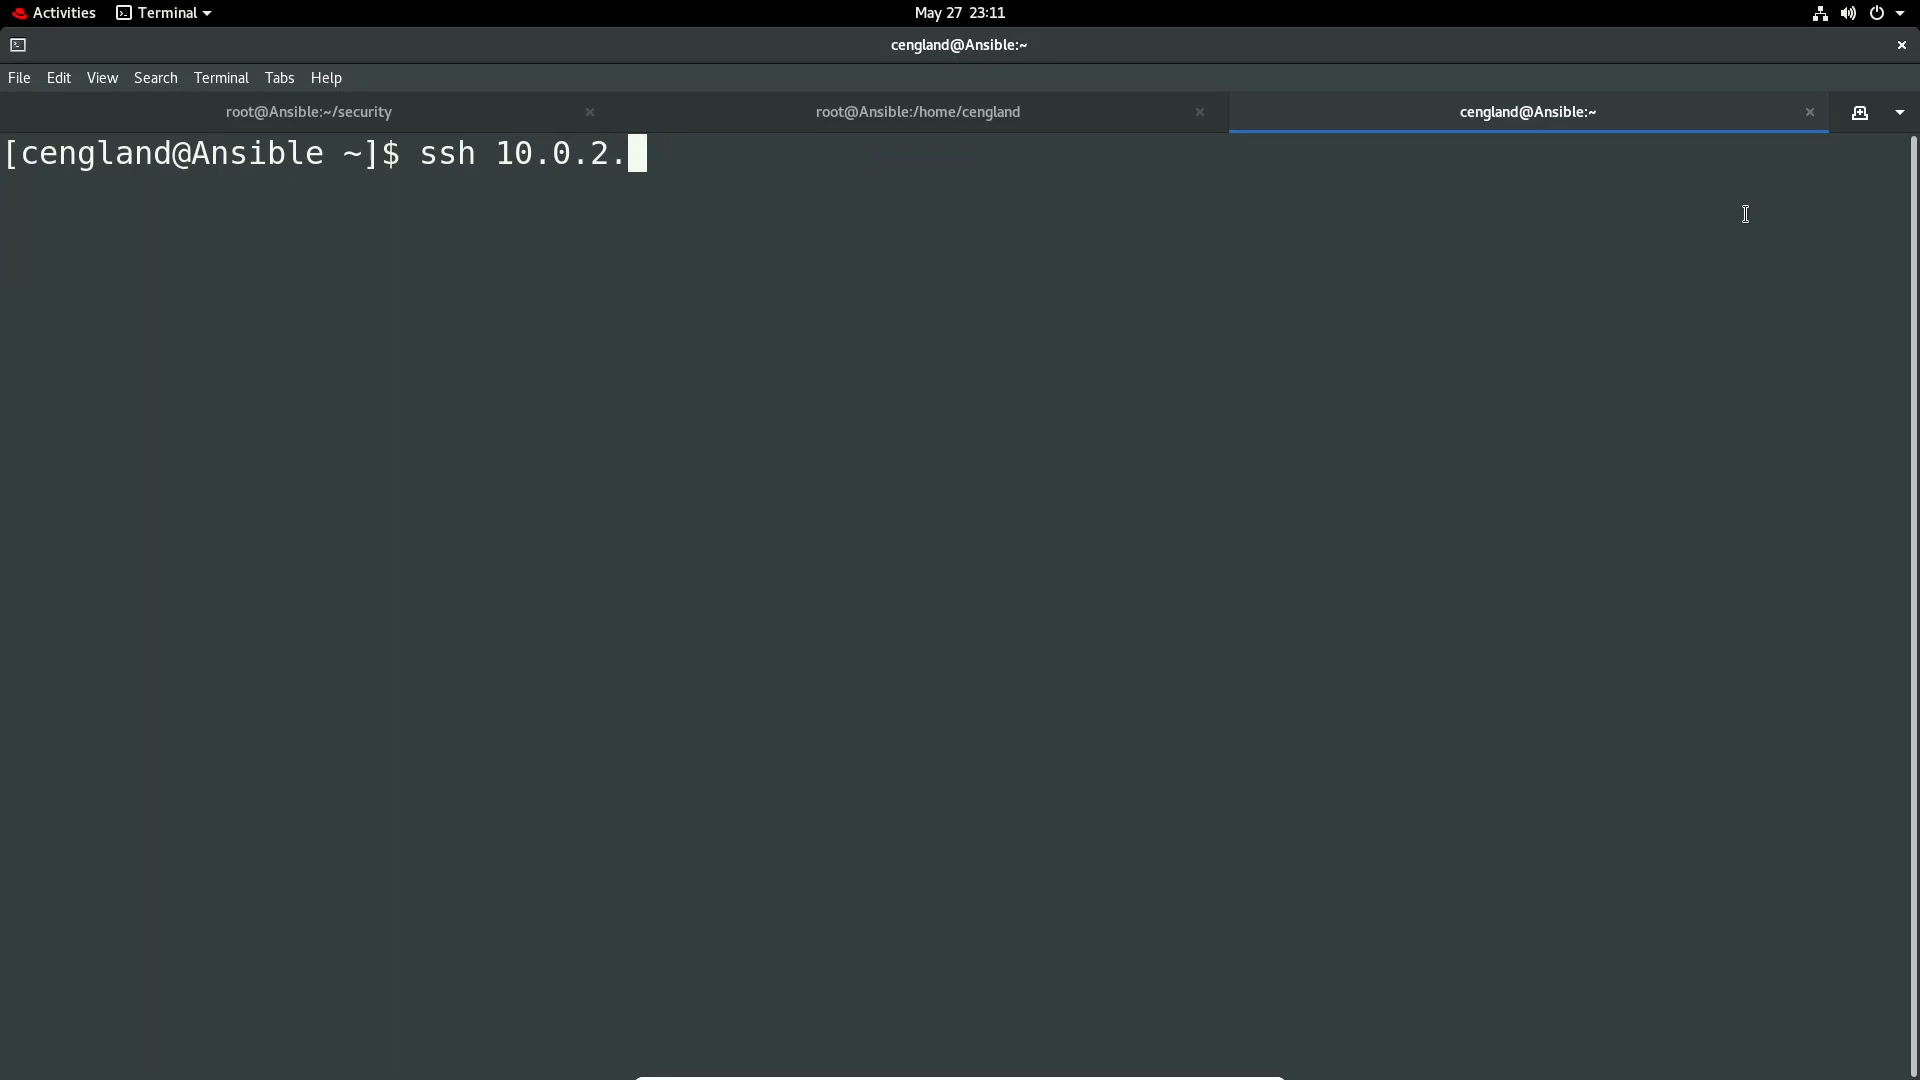 Activities Terminal May 27 23:11
cengland@Ansible:~
File Edit View Search Terminal Tabs Help
root@Ansible:~/security root@Ansible:/home/cengland cengland@Ansible:~
[cengland@Ansible ~]$ ssh 10.0.2.